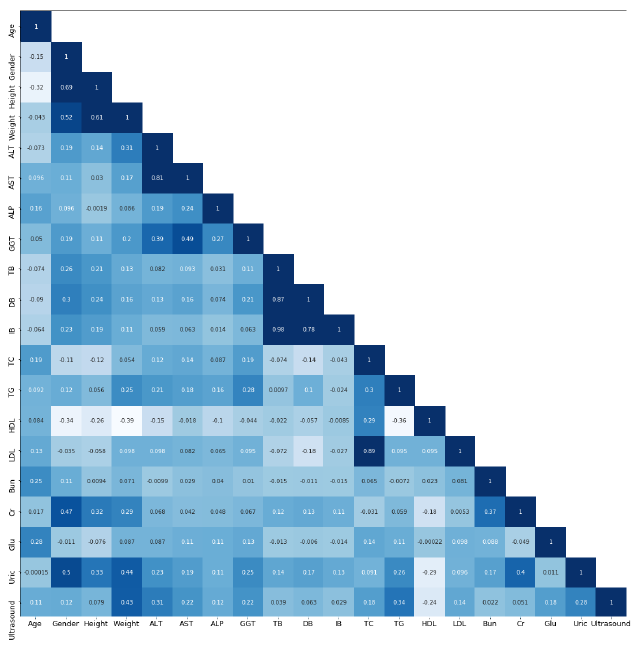 Age 1
Gender -0.15 1
Height -0.32 0.69 1
Weight -0.043 0.52 0.61 1
ALT -0.073 0.19 0.14 0.31 1
AST 0.096 0.11 0.03 0.17 0.81 1
ALP 0.16 0.096 -0.0019 0.086 0.19 0.24 1
GGT 0.05 0.19 0.11 0.2 0.39 0.49 0.27 1
TB -0.074 0.26 0.21 0.13 0.082 0.093 0.031 0.11 1
DB -0.09 0.3 0.24 0.16 0.13 0.16 0.074 0.21 0.87 1
IB -0.064 0.23 0.19 0.11 0.059 0.063 0.014 0.063 0.98 0.78 1
TC 0.19 -0.11 -0.12 0.054 0.12 0.14 0.087 0.19 -0.074 -0.14 -0.043 1
TG 0.092 0.12 0.056 0.25 0.21 0.18 0.16 0.28 0.0097 0.1 -0.024 0.3 1
HDL 0.084 -0.34 -0.26 -0.39 -0.15 -0.018 -0.1 -0.044 -0.022 -0.057 -0.0085 0.29 -0.36 1
LDL 0.13 -0.035 -0.058 0.098 0.098 0.082 0.065 0.095 -0.072 -0.18 -0.027 0.89 0.095 0.095 1
Bun 0.25 0.11 0.0094 0.071 -0.0099 0.029 0.04 0.01 -0.015 -0.011 -0.015 0.065 -0.0072 0.023 0.081 1
Cr 0.017 0.47 0.32 0.29 0.068 0.042 0.048 0.067 0.12 0.13 0.11 -0.031 0.059 -0.18 0.0053 0.37 1
Glu 0.28 -0.011 -0.076 0.087 0.087 0.11 0.11 0.13 -0.013 -0.006 -0.014 0.14 0.11 -0.00022 0.098 0.088 -0.049 1
Uric -0.00015 0.5 0.33 0.44 0.23 0.19 0.11 0.25 0.14 0.17 0.13 0.091 0.26 -0.29 0.096 0.17 0.4 0.011 1
Ultrasound 0.11 0.12 0.079 0.43 0.31 0.22 0.12 0.22 0.039 0.063 0.029 0.18 0.34 -0.24 0.14 0.022 0.051 0.18 0.28 1
Age Gender Height Weight ALT AST ALP GGT TB DB IB TC TG HDL LDL Bun Cr Glu Uric Ultrasound